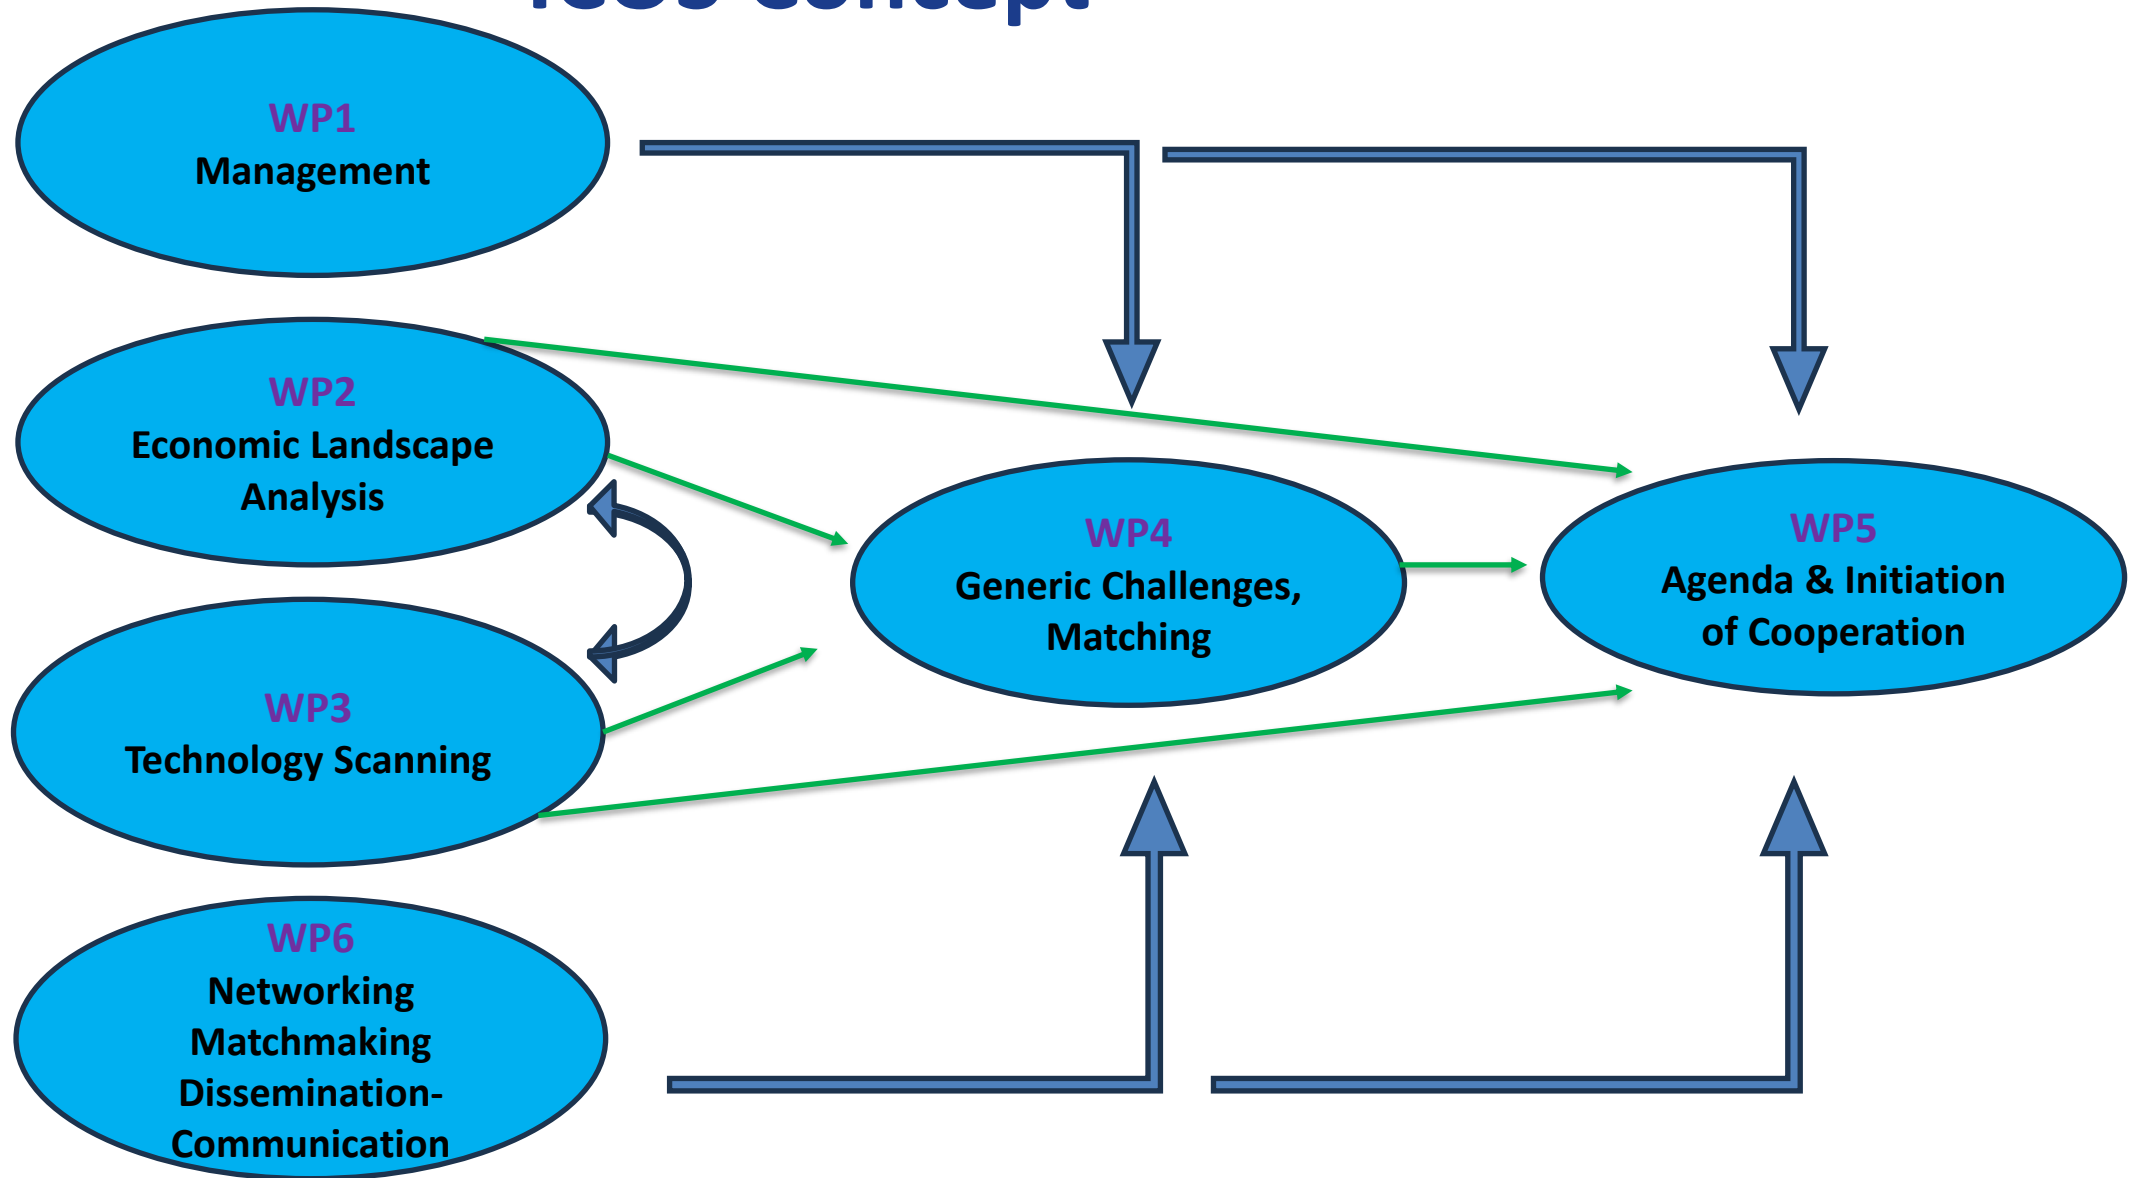 Concept
WP1
Management
WP2
Economic Landscape
Analysis
WP3
Technology Scanning
WP4
Generic Challenges,
Matching
WP5
Agenda & Initiation
of Cooperation
WP6
Networking
Matchmaking
Dissemination-
Communication